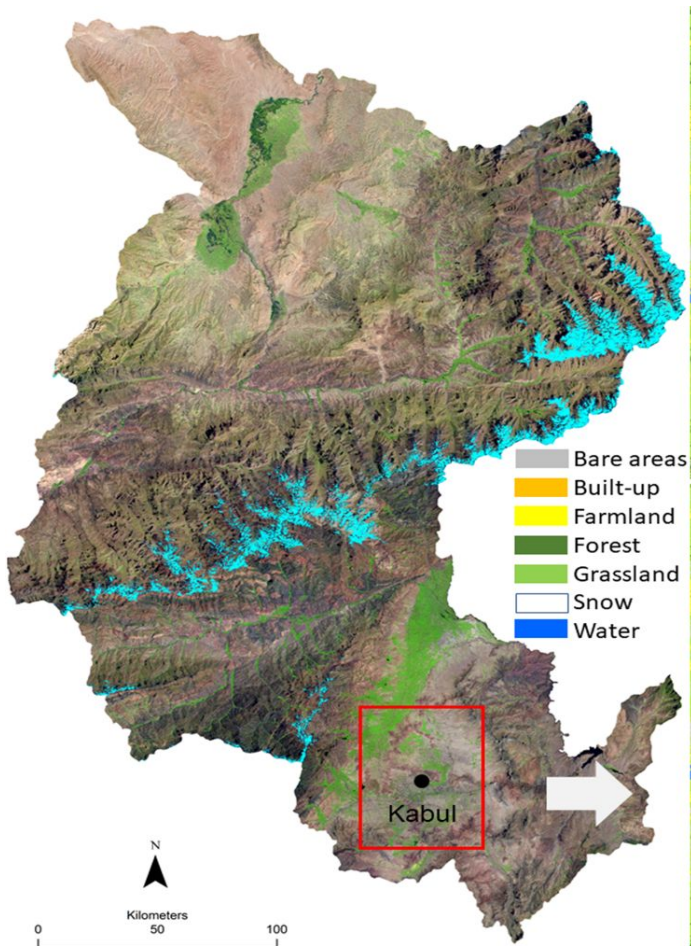 Bare areas
Built-up
Farmland
Forest
Grassland
Snow
Water
Kabul
N
Kilometers
0 50 100